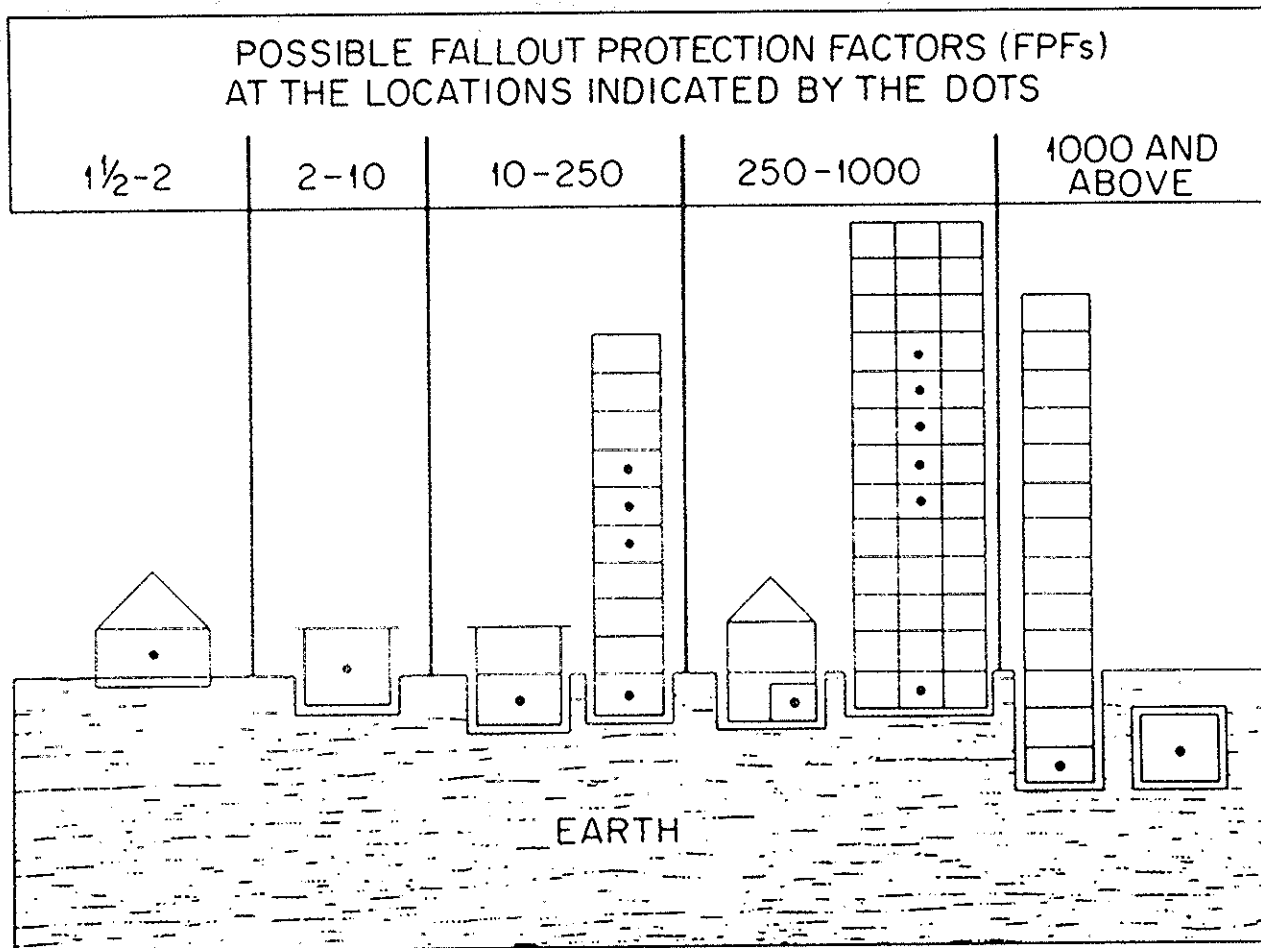 POSSIBLE FALLOUT PROTECTION FACTORS (FPFs)
AT THE LOCATIONS INDICATED BY THE DOTS
1½-2
2-10
10-250
250-1000
1000 AND
ABOVE
EARTH